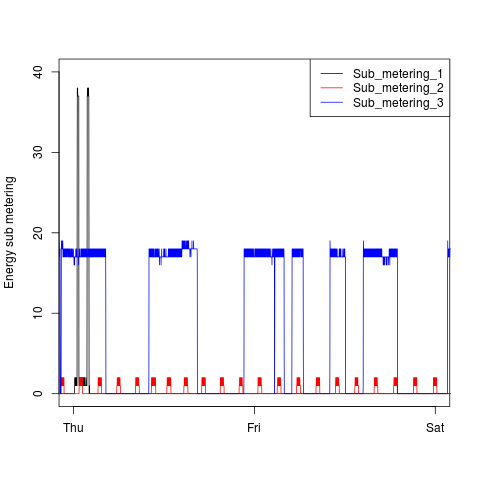 Energy sub metering
40
30
20
10
0
Sub_metering_1
Sub_metering_2
Sub_metering_3
Thu Fri Sat